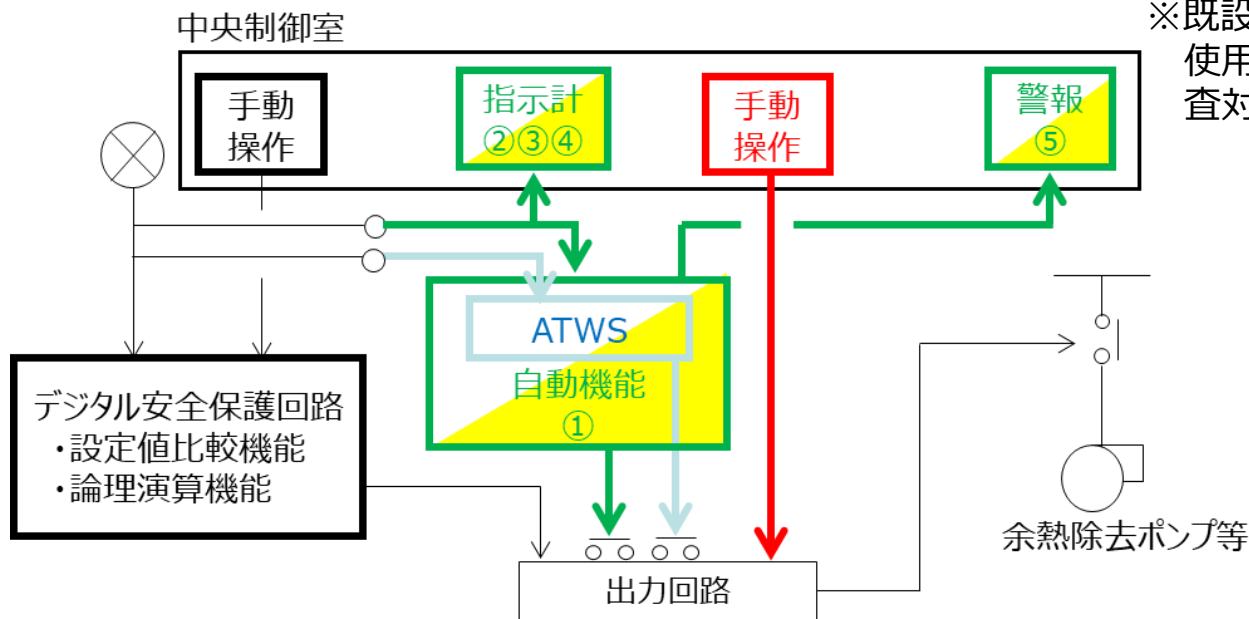 中央制御室
※既設
使用
査対
手動
操作
指示計
②③④
手動
操作
警報
⑤
ATWS
自動機能
①
デジタル安全保護回路
・設定値比較機能
・論理演算機能
余熱除去ポンプ等
出力回路